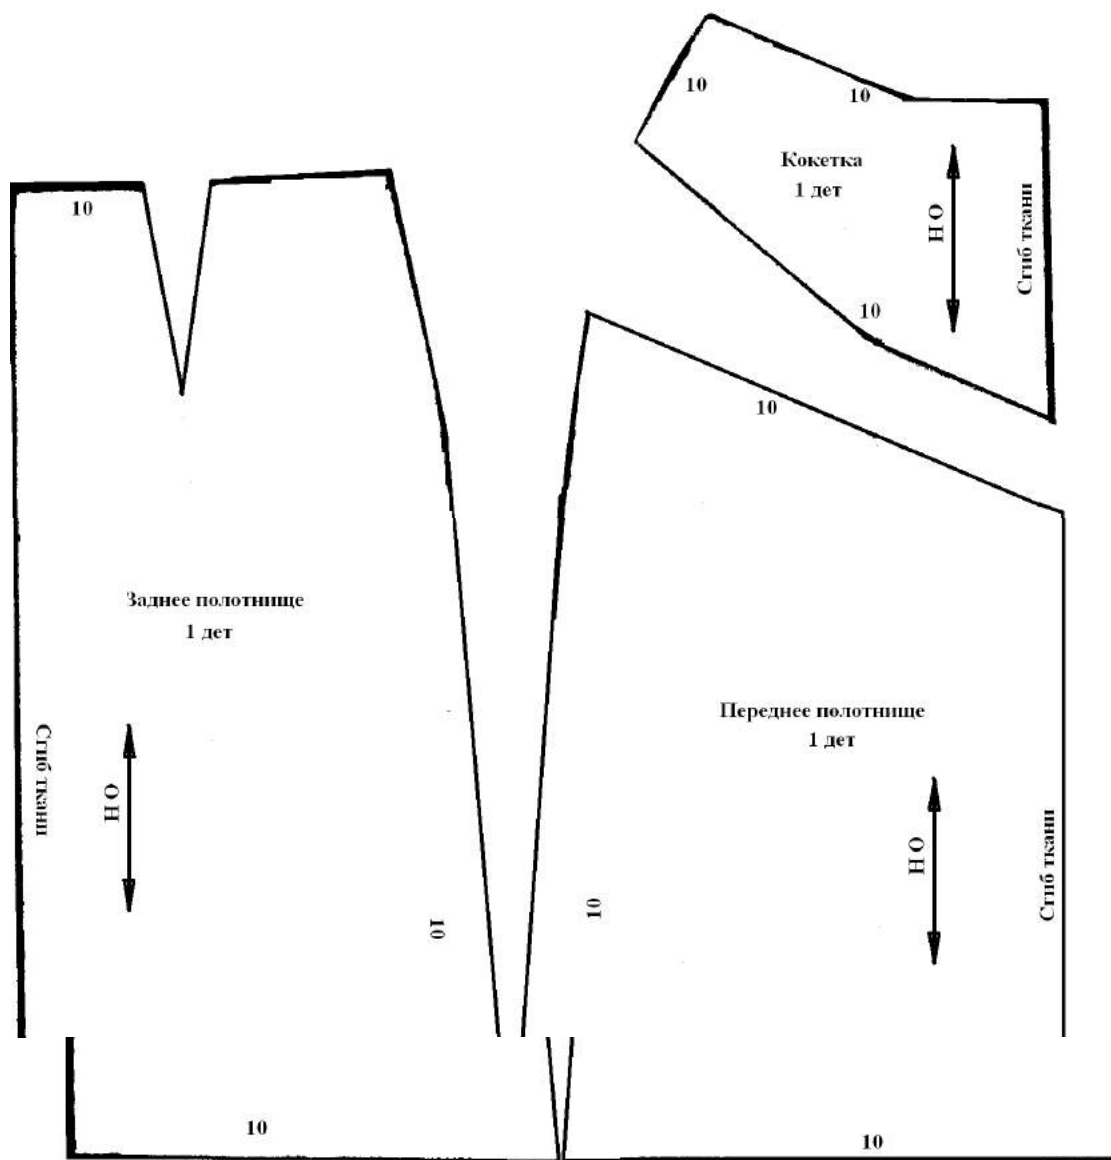 10
10
Кокетка
1 дет
Н О
Сгиб ткани
10
10
10
Заднее полотнище
1 дет
Сгиб ткани
Н О
10
Переднее полотнище
1 дет
Н О
Сгиб ткани
10
10
10